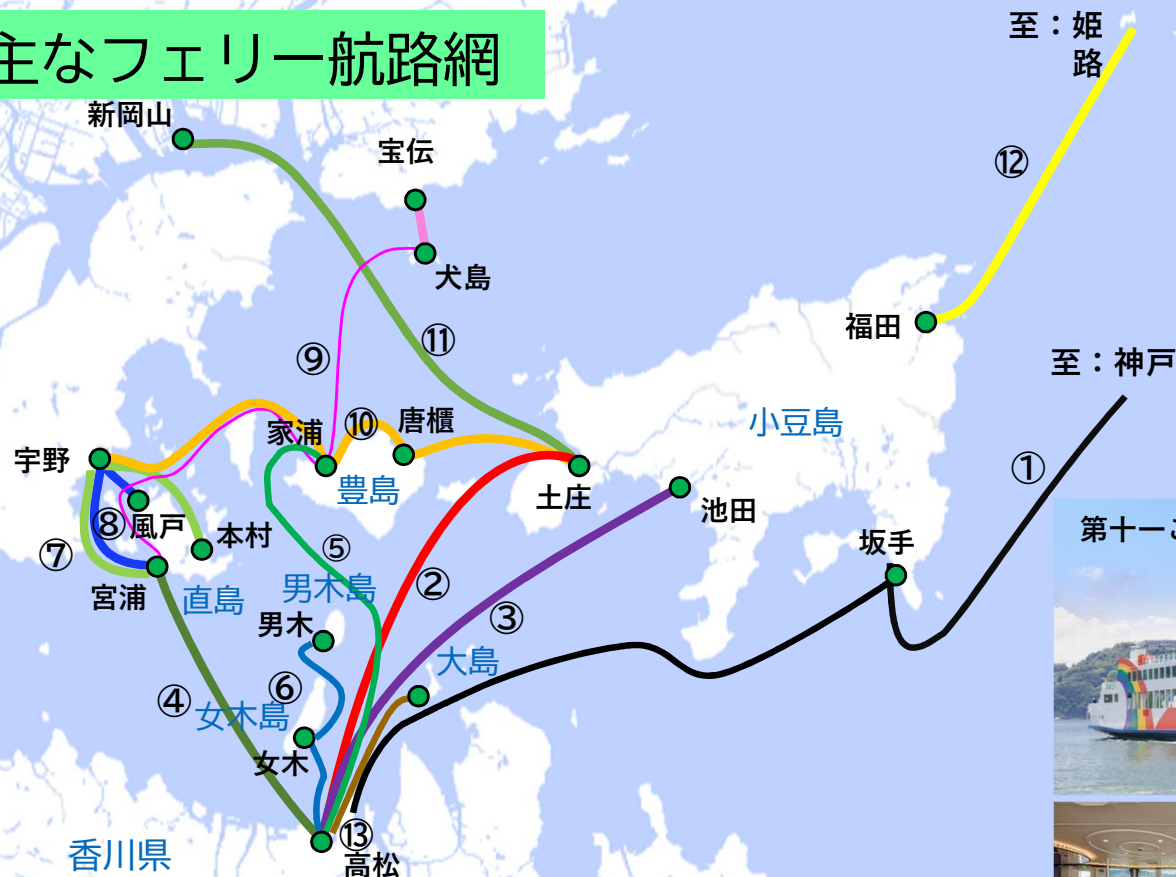 主なフェリー航路網
至：姫
路
新岡山
宝伝
⑫
犬島
福田
⑪
⑨
至：神戸
家浦
⑩
唐櫃
小豆島
宇野
①
豊島
土庄
池田
⑧
風戸
本村
第十一
⑦
⑤
坂手
宮浦
直島
男木島
②
男木
③
大島
⑥
④
女木島
女木
⑬
香川県
高松